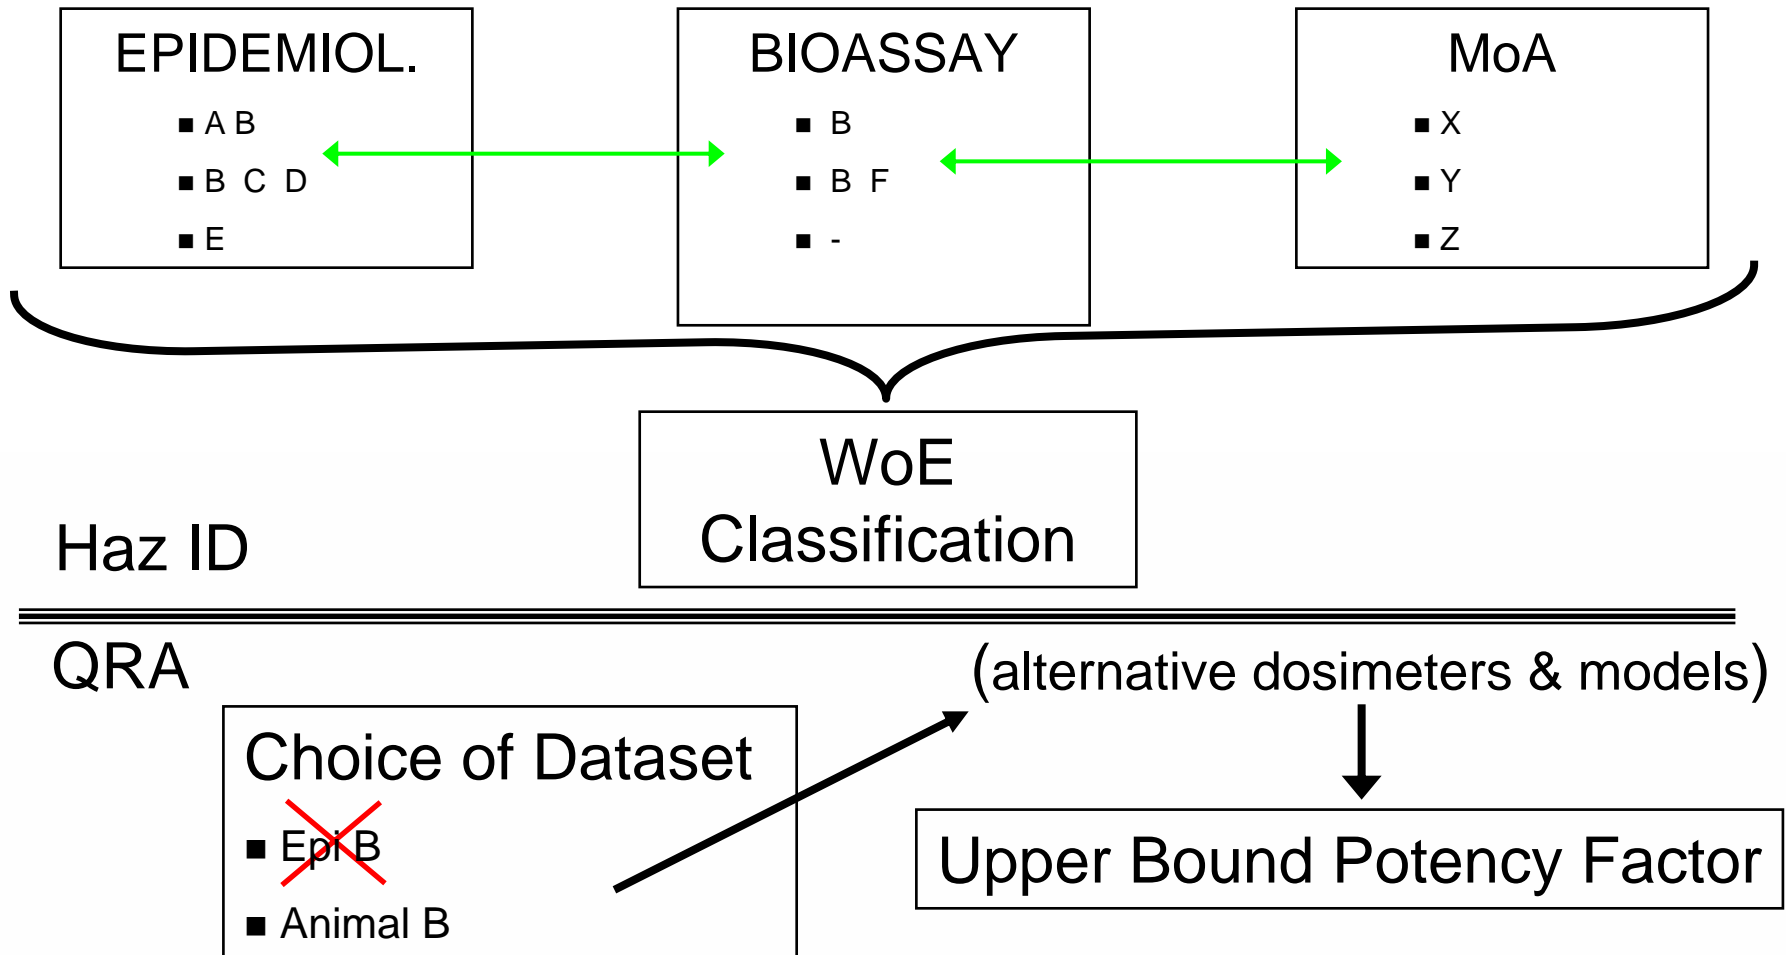 EPIDEMIOL.
■ A B
■ B C D
■ E
BIOASSAY
■ B
■ B F
■ -
MoA
■ X
■ Y
■ Z
WoE
Classification
Haz ID
QRA
(alternative dosimeters & models)
Choice of Dataset
■ Epi B
■ Animal B
Upper Bound Potency Factor